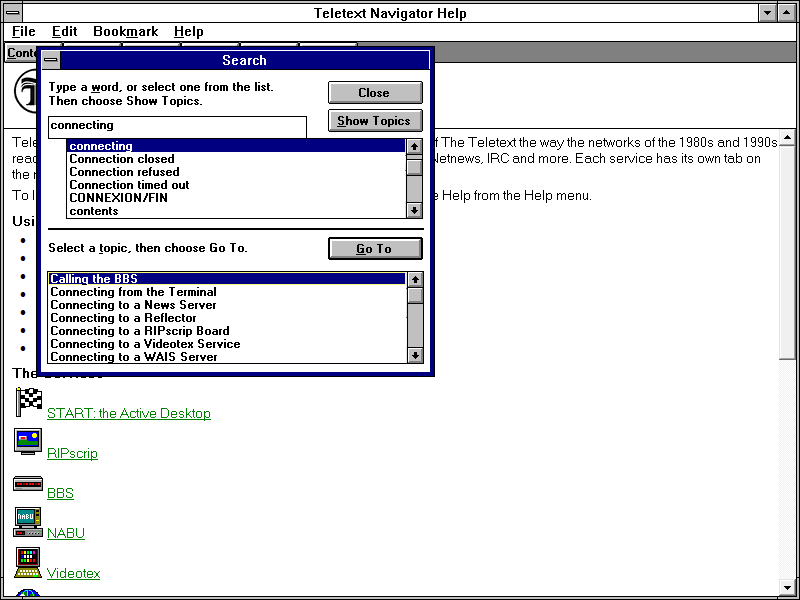 Teletext Navigator Help
File Edit Bookmark Help
Search
Type a word, or select one from the list.
Then choose Show Topics.
Close
connecting
Show Topics
connecting
Connection closed
Connection refused
Connection timed out
CONNEXION/FIN
contents
Select a topic, then choose Go To.
Go To
Calling the BBS
Connecting from the Terminal
Connecting to a News Server
Connecting to a Reflector
Connecting to a RIPscrip Board
Connecting to a Videotex Service
Connecting to a WAIS Server
The Teletext the way the networks of the 1980s and 1990s
IRC and more. Each service has its own tab on
the
To
Help from the Help menu.
The
START: the Active Desktop
RIPscrip
BBS
NABU
NABU
Videotex